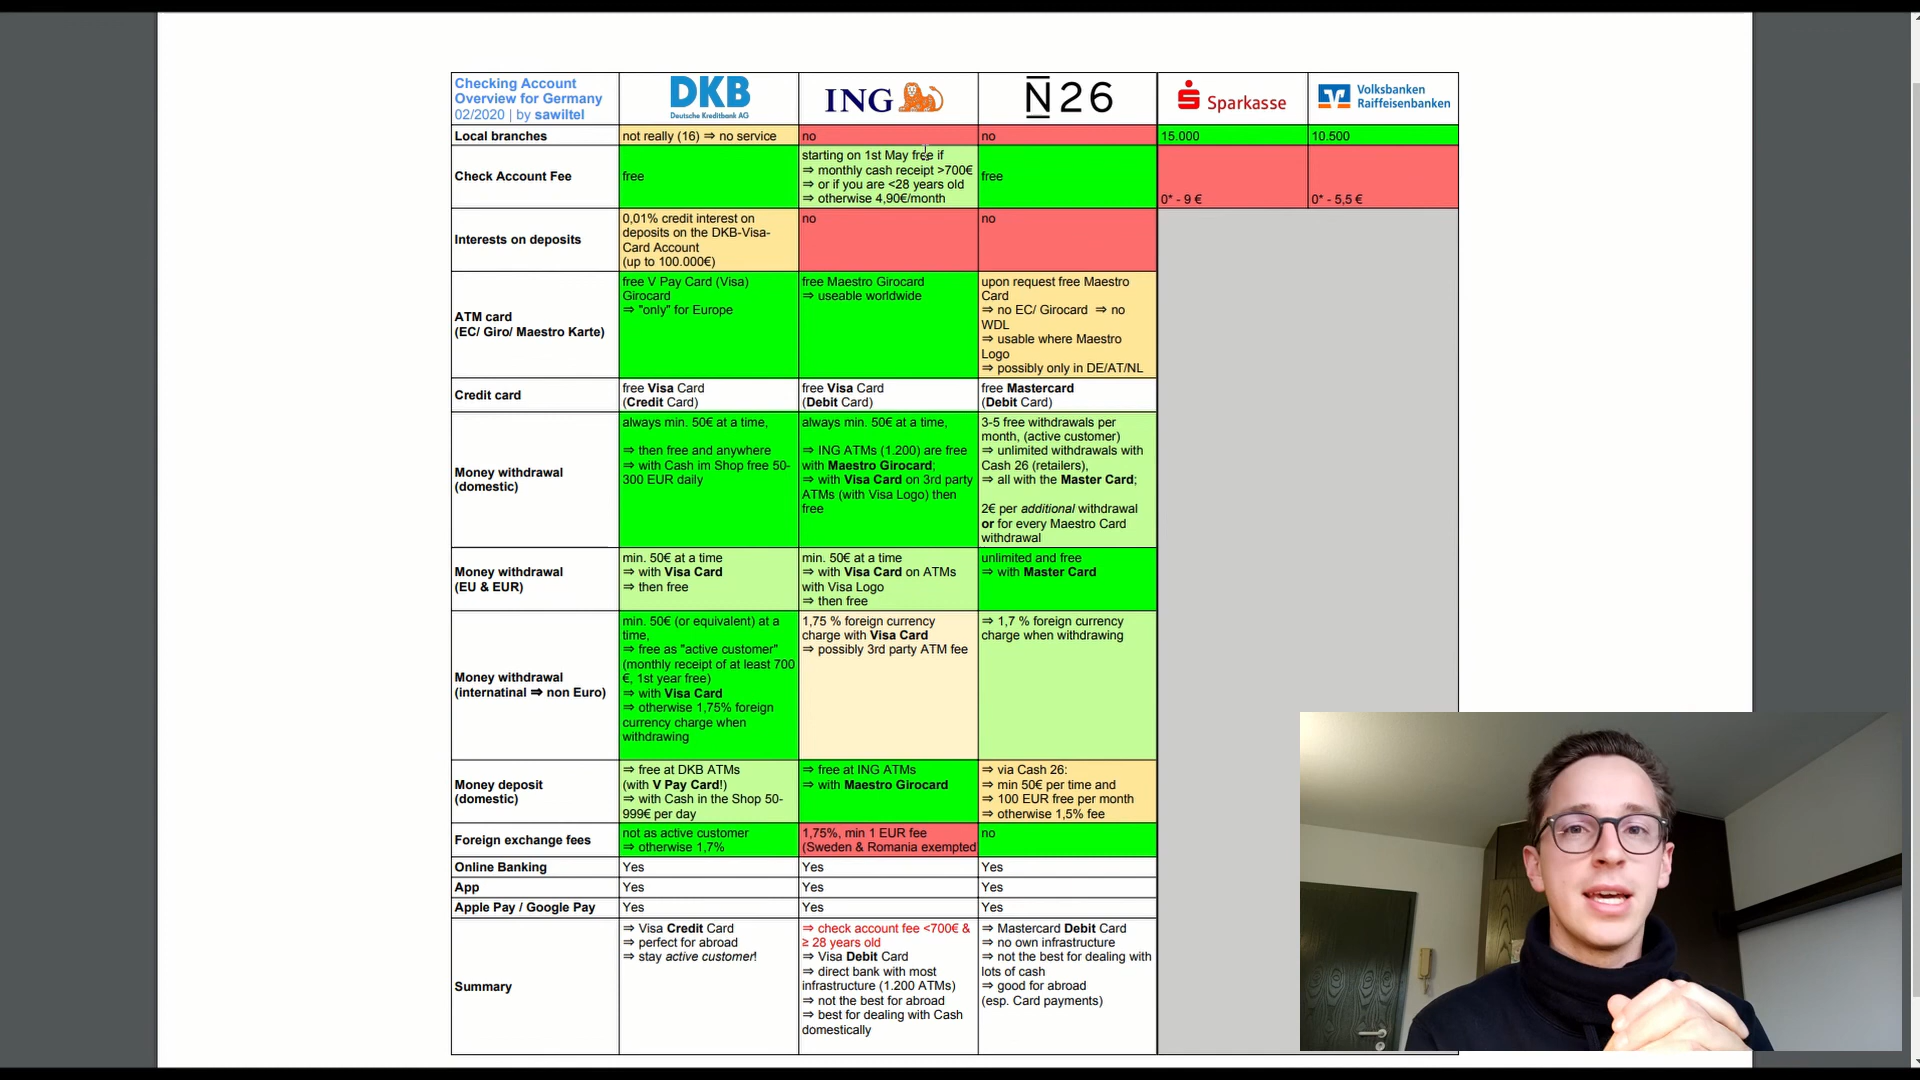 Checking Account
Overview for Germany
02/2020 | by sawiltel
DKB
Deutsche Kreditbank AG
ING
N26
Sparkasse
Volksbanken
Raiffeisenbanken
Local branches
not really (16) ⇒ no service
no
no
15.000
10.500
Check Account Fee
free
starting on 1st May free if
⇒ monthly cash receipt >700€
⇒ or if you are <28 years old
⇒ otherwise 4,90€/month
free
0* - 9 €
0* - 5,5 €
Interests on deposits
0,01% credit interest on
deposits on the DKB-Visa-
Card Account
(up to 100.000€)
no
no
ATM card
(EC/ Giro/ Maestro Karte)
free V Pay Card (Visa)
Girocard
⇒ "only" for Europe
free Maestro Girocard
⇒ useable worldwide
upon request free Maestro
Card
⇒ no EC/ Girocard ⇒ no
WDL
⇒ usable where Maestro
Logo
⇒ possibly only in DE/AT/NL
Credit card
free Visa Card
(Credit Card)
free Visa Card
(Debit Card)
free Mastercard
(Debit Card)
Money withdrawal
(domestic)
always min. 50€ at a time,
⇒ then free and anywhere
⇒ with Cash im Shop free 50-
300 EUR daily
always min. 50€ at a time,
⇒ ING ATMs (1.200) are free
with Maestro Girocard;
⇒ with Visa Card on 3rd party
ATMs (with Visa Logo) then
free
3-5 free withdrawals per
month, (active customer)
⇒ unlimited withdrawals with
Cash 26 (retailers),
⇒ all with the Master Card;
2€ per additional withdrawal
or for every Maestro Card
withdrawal
Money withdrawal
(EU & EUR)
min. 50€ at a time
⇒ with Visa Card
⇒ then free
min. 50€ at a time
⇒ with Visa Card on ATMs
with Visa Logo
⇒ then free
unlimited and free
⇒ with Master Card
Money withdrawal
(internatinal ⇒ non Euro)
min. 50€ (or equivalent) at a
time,
⇒ free as "active customer"
(monthly receipt of at least 700
€, 1st year free)
⇒ with Visa Card
⇒ otherwise 1,75% foreign
currency charge when
withdrawing
1,75 % foreign currency
charge with Visa Card
⇒ possibly 3rd party ATM fee
⇒ 1,7 % foreign currency
charge when withdrawing
Money deposit
(domestic)
⇒ free at DKB ATMs
(with V Pay Card!)
⇒ with Cash in the Shop 50-
999€ per day
⇒ free at ING ATMs
⇒ with Maestro Girocard
⇒ via Cash 26:
⇒ min 50€ per time and
⇒ 100 EUR free per month
⇒ otherwise 1,5% fee
Foreign exchange fees
not as active customer
⇒ otherwise 1,7%
1,75%, min 1 EUR fee
(Sweden & Romania exempted
no
Online Banking
Yes
Yes
Yes
App
Yes
Yes
Yes
Apple Pay / Google Pay
Yes
Yes
Yes
Summary
⇒ Visa Credit Card
⇒ perfect for abroad
⇒ stay active customer!
⇒ check account fee <700€ &
≥ 28 years old
⇒ Visa Debit Card
⇒ direct bank with most
infrastructure (1.200 ATMs)
⇒ not the best for abroad
⇒ best for dealing with Cash
domestically
⇒ Mastercard Debit Card
⇒ no own infrastructure
⇒ not the best for dealing with
lots of cash
⇒ good for abroad
(esp. Card payments)